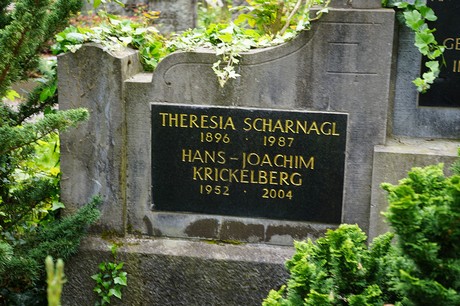 THERESIA SCHARNAGL
1896 • 1987
HANS-JOACHIM
KRICKELBERG
1952 • 2004